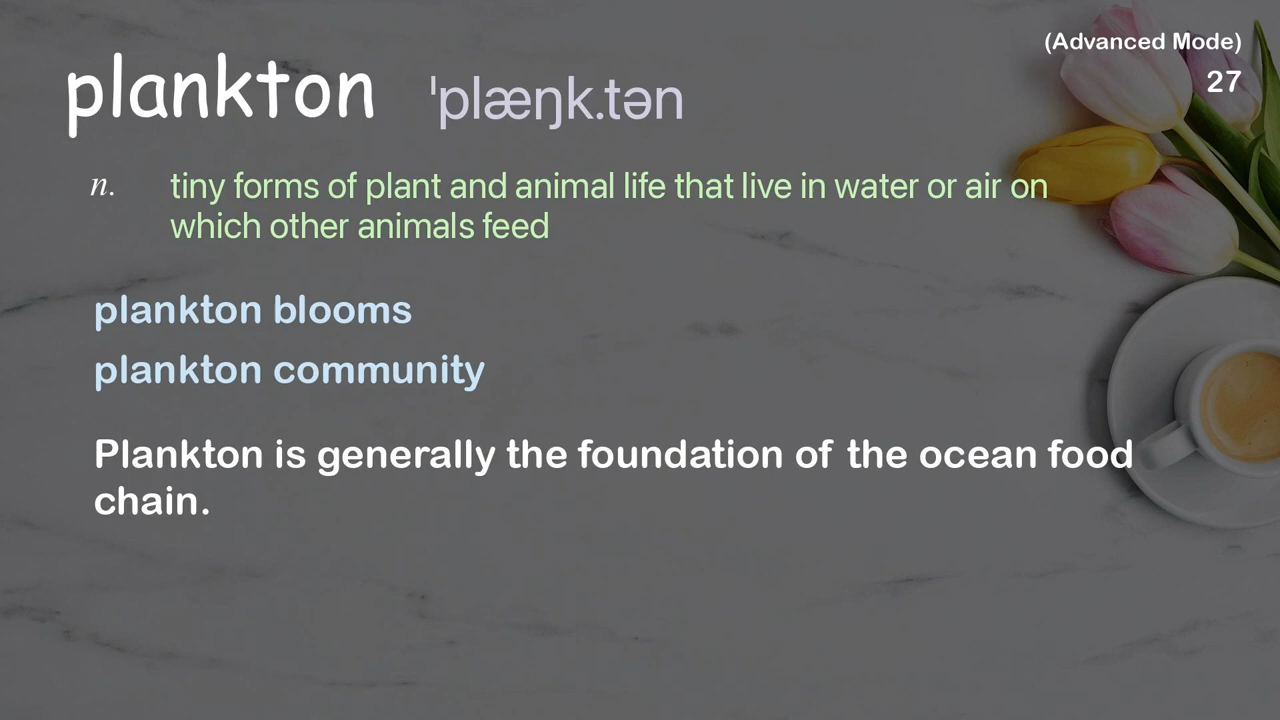 (Advanced Mode)
27
plankton ˈplæŋk.tən
n. tiny forms of plant and animal life that live in water or air on
which other animals feed
plankton blooms
plankton community
Plankton is generally the foundation of the ocean food
chain.